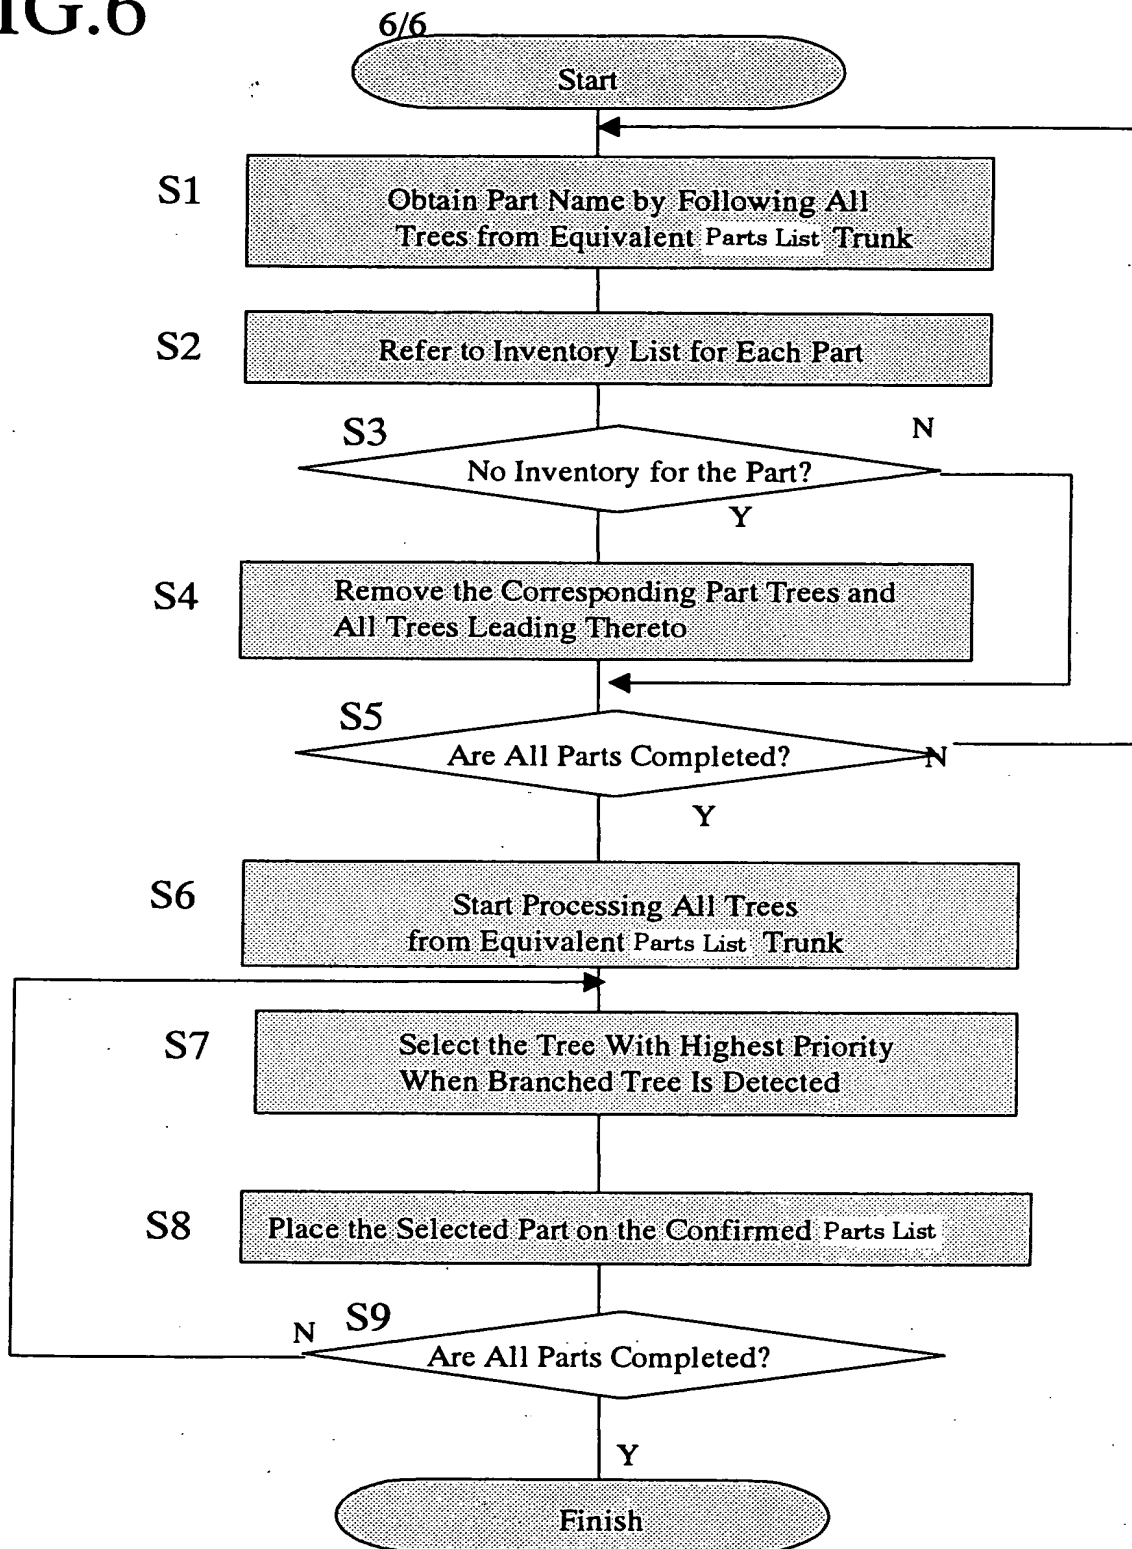 IG.6
6/6
Start
S1
Obtain Part Name by Following All
Trees from Equivalent Parts List Trunk
S2
Refer to Inventory List for Each Part
S3
N
No Inventory for the Part?
Y
S4
Remove the Corresponding Part Trees and
All Trees Leading Thereto
S5
Are All Parts Completed?
N
Y
S6
Start Processing All Trees
from Equivalent Parts List Trunk
S7
Select the Tree With Highest Priority
When Branched Tree Is Detected
S8
Place the Selected Part on the Confirmed Parts List
N
S9
Are All Parts Completed?
Y
Finish